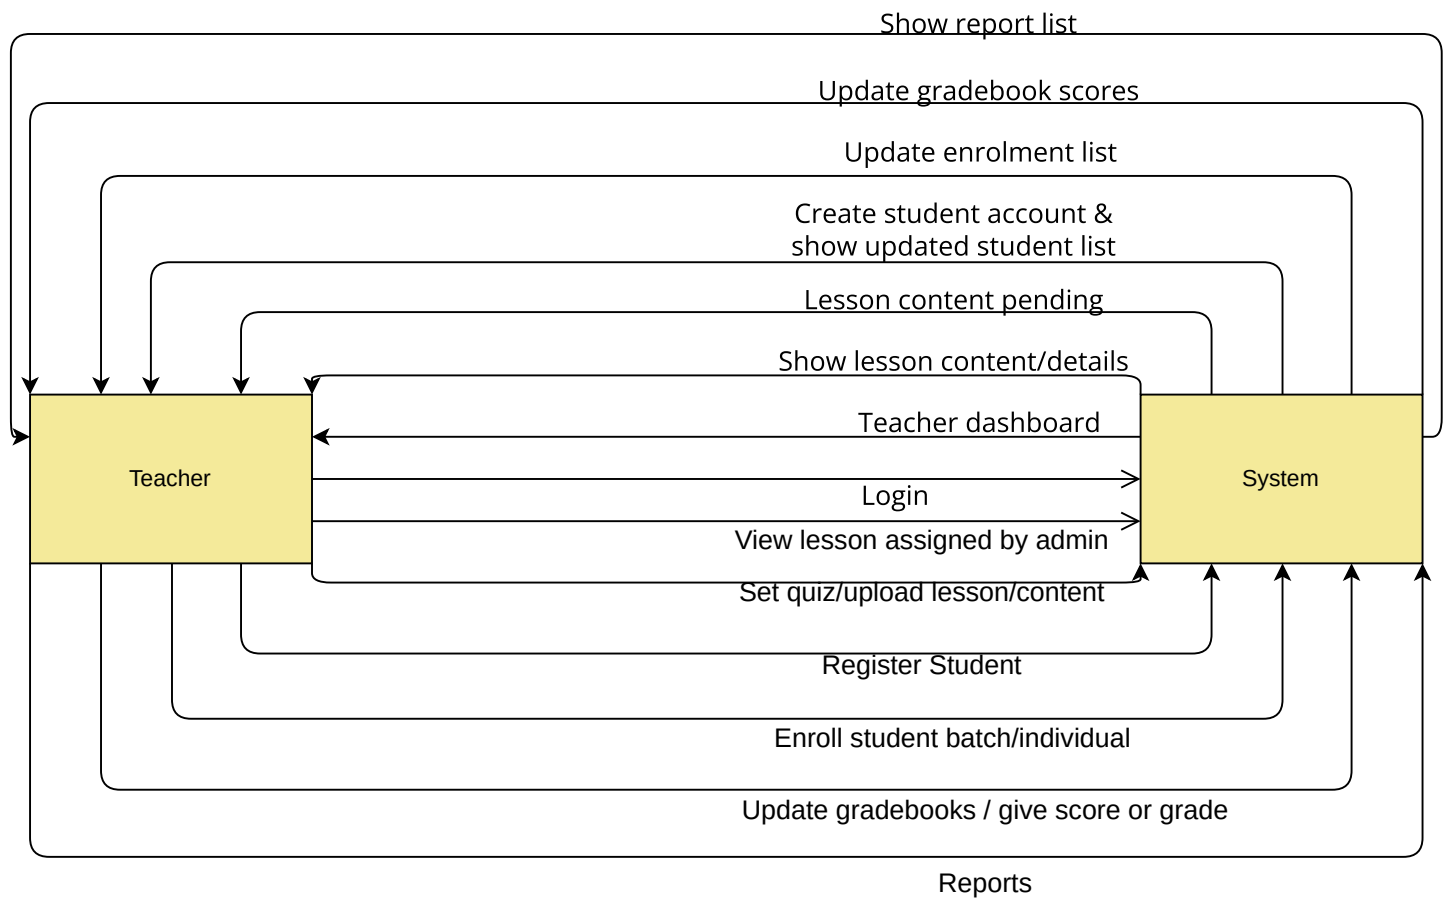 Show report list
Update gradebook scores
Update enrolment list
Create student account &
show updated student list
Lesson content pending
Show lesson content/details
Teacher dashboard
Teacher
System
Login
View lesson assigned by admin
Set quiz/upload lesson/content
Register Student
Enroll student batch/individual
Update gradebooks / give score or grade
Reports